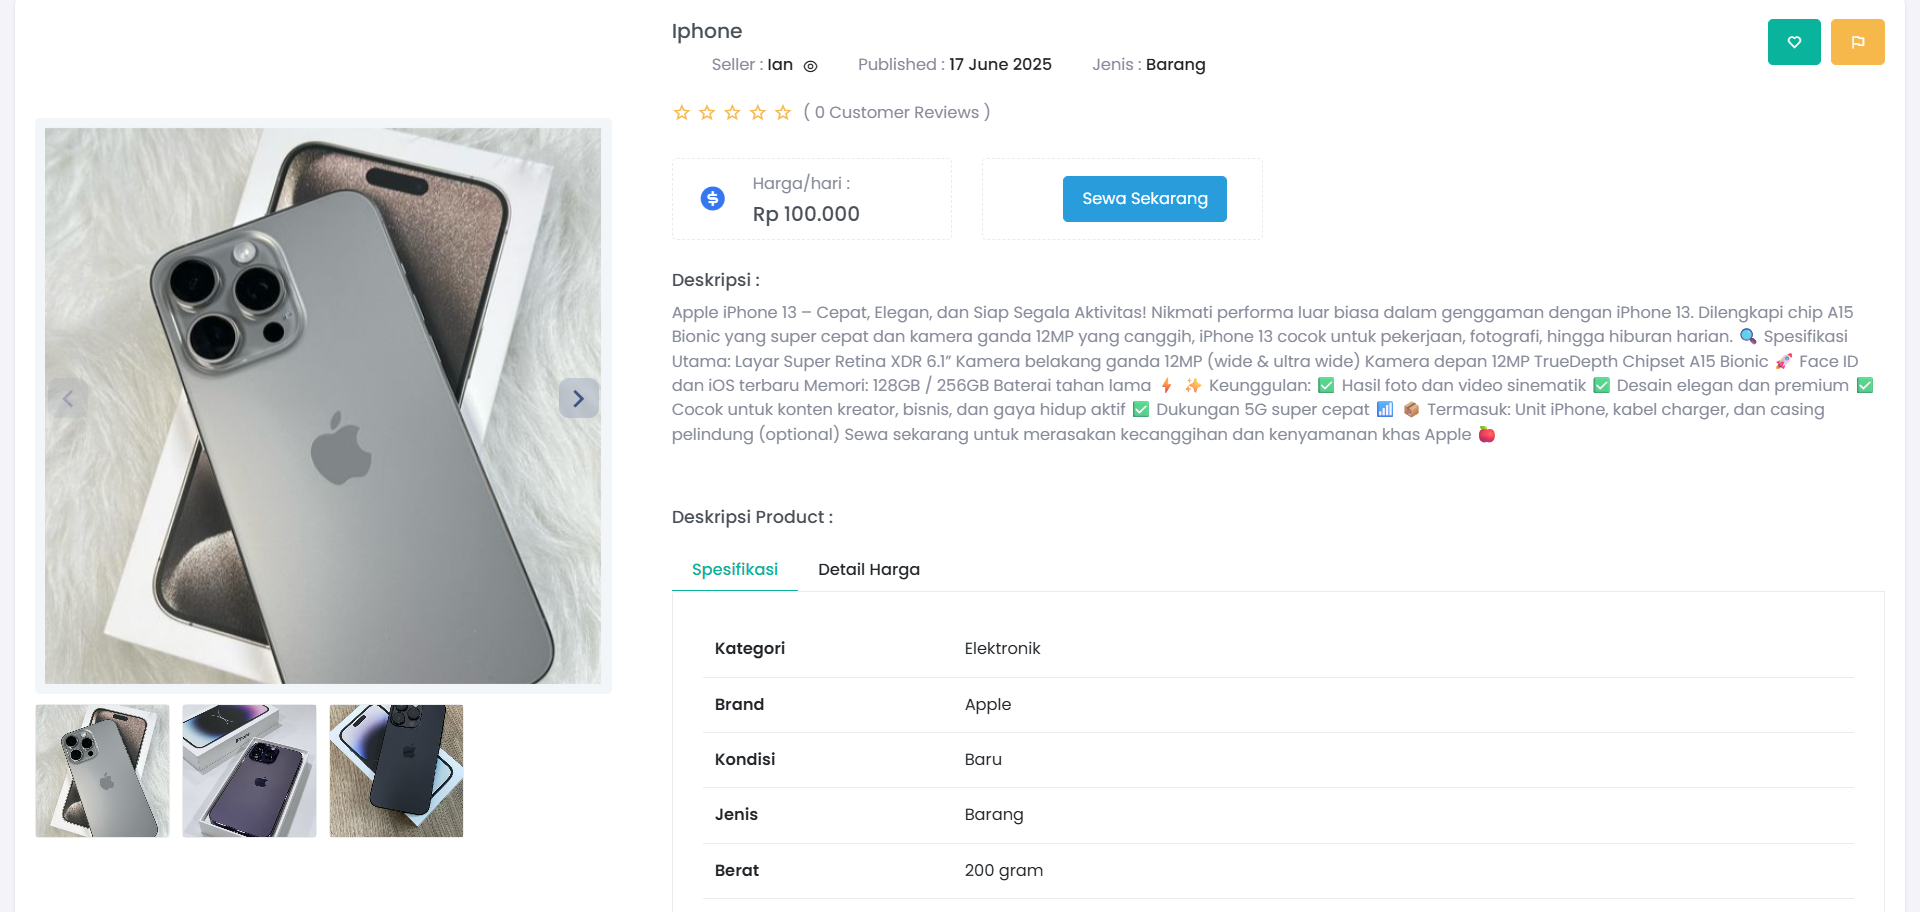 Iphone
Seller : Ian
Published : 17 June 2025
Jenis : Barang
( 0 Customer Reviews )
Harga/hari :
Rp 100.000
Sewa Sekarang
Deskripsi :
Apple iPhone 13 – Cepat, Elegan, dan Siap Segala Aktivitas! Nikmati performa luar biasa dalam genggaman dengan iPhone 13. Dilengkapi chip A15
Bionic yang super cepat dan kamera ganda 12MP yang canggih, iPhone 13 cocok untuk pekerjaan, fotografi, hingga hiburan harian. 🔍 Spesifikasi
Utama: Layar Super Retina XDR 6.1” Kamera belakang ganda 12MP (wide & ultra wide) Kamera depan 12MP TrueDepth Chipset A15 Bionic 🚀 Face ID
dan iOS terbaru Memori: 128GB / 256GB Baterai tahan lama ⚡ ✨ Keunggulan: ✅ Hasil foto dan video sinematik ✅ Desain elegan dan premium ✅
Cocok untuk konten kreator, bisnis, dan gaya hidup aktif ✅ Dukungan 5G super cepat 📶 📦 Termasuk: Unit iPhone, kabel charger, dan casing
pelindung (optional) Sewa sekarang untuk merasakan kecanggihan dan kenyamanan khas Apple 🍎
Deskripsi Product :
Spesifikasi
Detail Harga
Kategori Elektronik
Brand Apple
Kondisi Baru
Jenis Barang
Berat 200 gram